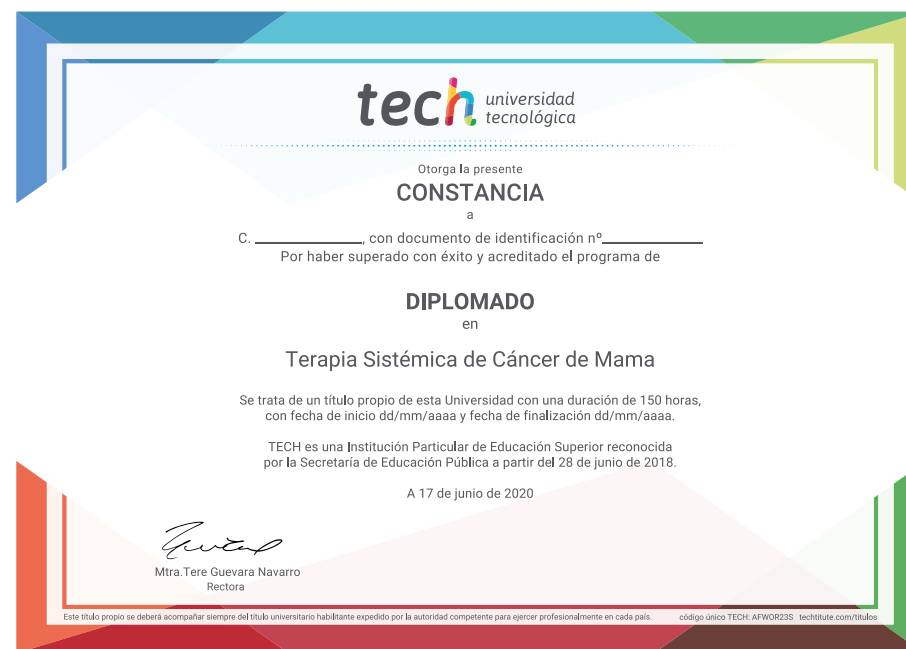 tech universidad
tecnológica
Otorga la presente
CONSTANCIA
a
C. ____________, con documento de identificación nº____________
Por haber superado con éxito y acreditado el programa de
DIPLOMADO
en
Terapia Sistémica de Cáncer de Mama
Se trata de un título propio de esta Universidad con una duración de 150 horas,
con fecha de inicio dd/mm/aaaa y fecha de finalización dd/mm/aaaa.
TECH es una Institución Particular de Educación Superior reconocida
por la Secretaría de Educación Pública a partir del 28 de junio de 2018.
A 17 de junio de 2020
Mtra.Tere Guevara Navarro
Rectora
Este título propio se deberá acompañar siempre del título universitario habilitante expedido por la autoridad competente para ejercer profesionalmente en cada país. código único TECH: AFWOR23S techtitute.com/titulos